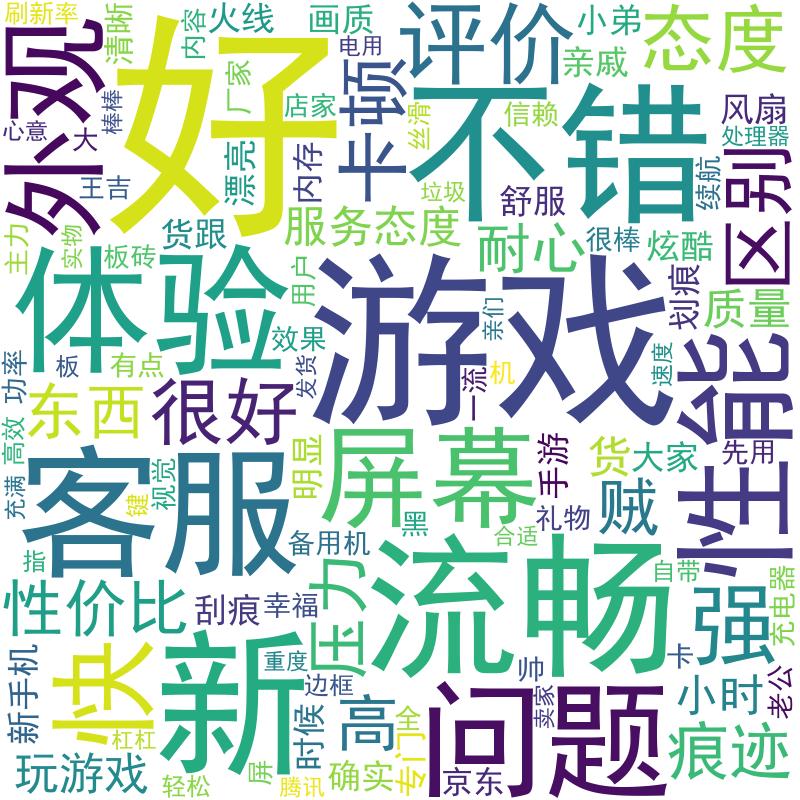 刷新率
内容
火线
画质
电用
评价
小弟
亲戚
态度
外观
清晰
好
厂家
店家
卡顿
丝滑
不错
信赖
风扇
处理器
心意
大
棒棒
王吉
漂亮
内存
垃圾
舒服
续航
区别
主力
实物
板砖
货跟
服务态度
耐心
很棒
炫酷
划痕
质量
体验
用户
游戏
亲们
效果
发货
速度
功率
板
有点
一流
机
性能
东西
很好
高效
充满
客服
键
视觉
明显
屏幕
手游
货
大家
先用
黑
礼物
贼
合适
备用机
性价比
刮痕
幸福
压力
流畅
自带
强
充电器
新手机
快
新
重度
边框
时候
高
全
专门
问题
帅
卖家
卡
小时
老公
痕迹
杠杠
玩游戏
轻松
屏
腾讯
确实
京东